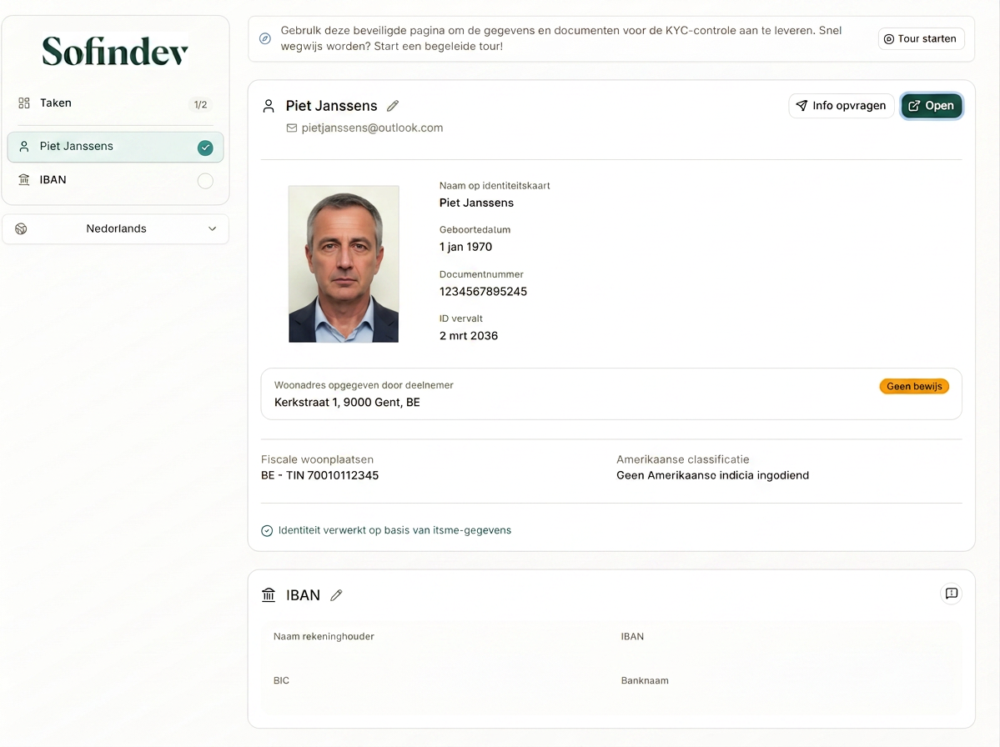 Sofindev
Taken
1/2
Piet Janssens
IBAN
Nedorlands
Gebrulk deze beveiligde pagina om de gegevens en documenten voor de KYC-controle aan te leveren. Snel
wegwijs worden? Start een begeleide tour!
Tour starten
Piet Janssens
pietjanssens@outlook.com
Info opvragen
Open
Naam op identiteitskaart
Piet Janssens
Geboortedalum
1 jan 1970
Documentnummer
1234567895245
ID vervalt
2 mrt 2036
Woonadres opgegeven door deelnemer
Kerkstraat 1, 9000 Gent, BE
Geen bewijs
Fiscale woonplaatsen
BE - TIN 70010112345
Amerikaanse classificatie
Geen Amerikaanso indicia ingodiend
Identiteit verwerkt op basis van itsme-gegevens
IBAN
Naam rekeninghouder
IBAN
BIC
Banknaam